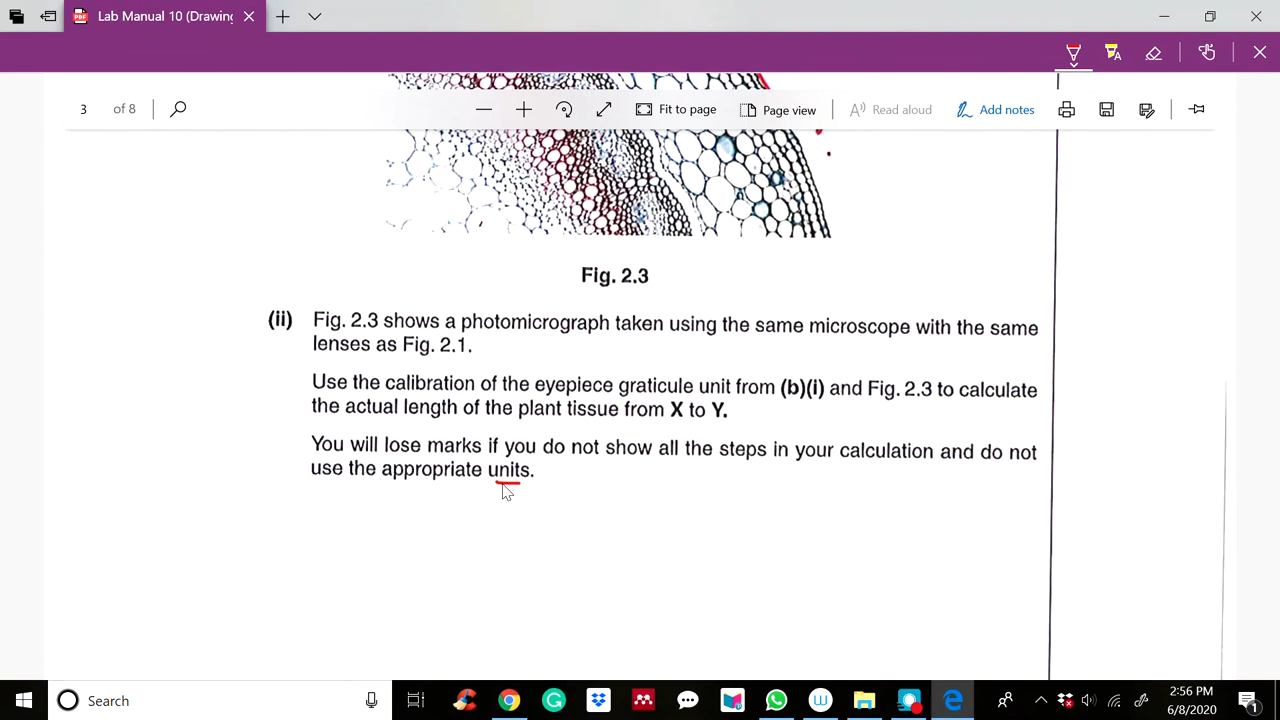 Lab Manual 10 (Drawing
3 of 8
Fit to page
Page view
Read aloud
Add notes
Fig. 2.3
(ii) Fig. 2.3 shows a photomicrograph taken using the same microscope with the same
lenses as Fig. 2.1.
Use the calibration of the eyepiece graticule unit from (b)(i) and Fig. 2.3 to calculate
the actual length of the plant tissue from X to Y.
You will lose marks if you do not show all the steps in your calculation and do not
use the appropriate units.
Search
2:56 PM
6/8/2020